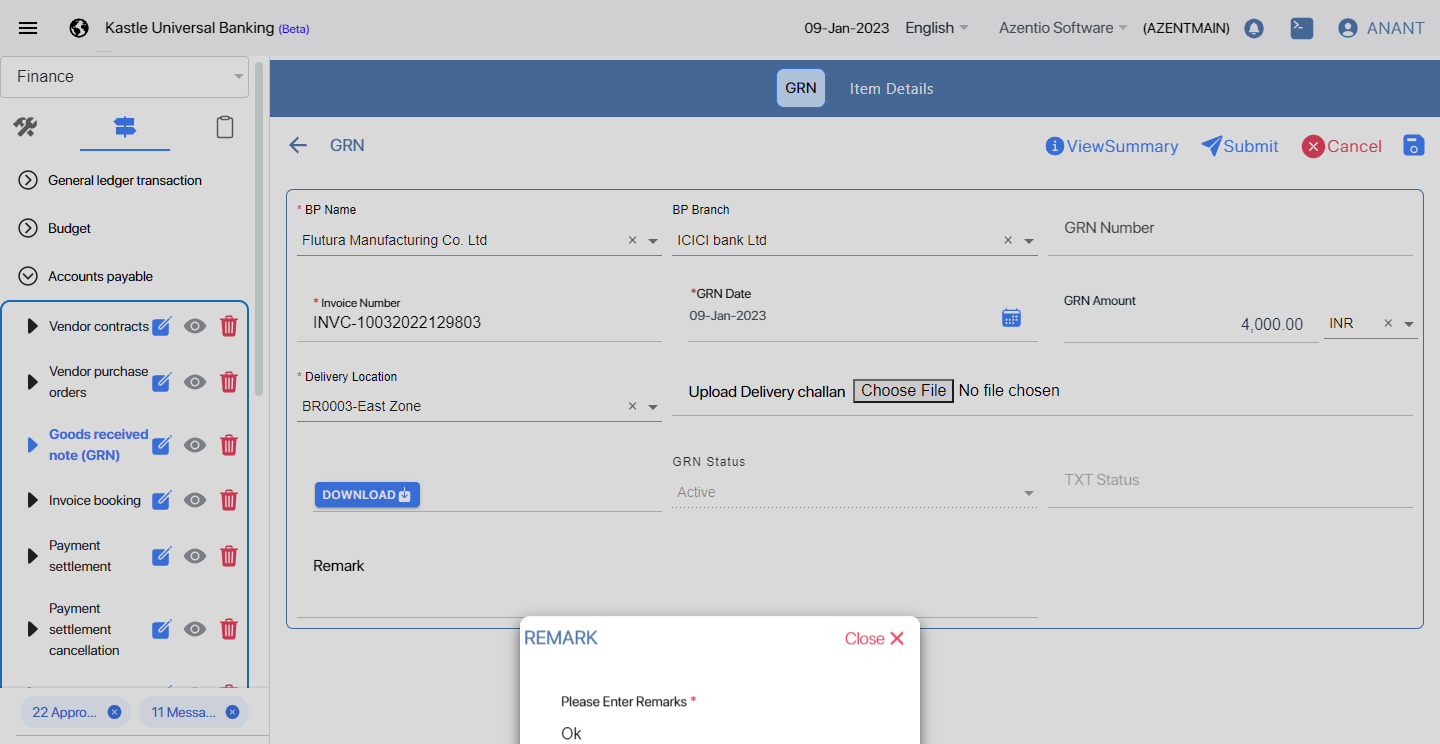 Kastle Universal Banking (Beta)
09-Jan-2023
English
Azentio Software
(AZENTMAIN)
ANANT
Finance
General ledger transaction
Budget
Accounts payable
Vendor contracts
Vendor purchase
orders
Goods received
note (GRN)
Invoice booking
Payment
settlement
Payment
settlement
cancellation
22 Appro...
11 Messa...
GRN
Item Details
GRN
ViewSummary
Submit
Cancel
* BP Name
Flutura Manufacturing Co. Ltd
BP Branch
ICICI bank Ltd
GRN Number
* Invoice Number
INVC-10032022129803
*GRN Date
09-Jan-2023
GRN Amount
4,000.00
INR
* Delivery Location
BR0003-East Zone
Upload Delivery challan Choose File No file chosen
DOWNLOAD
GRN Status
Active
TXT Status
Remark
REMARK
Close
Please Enter Remarks *
Ok